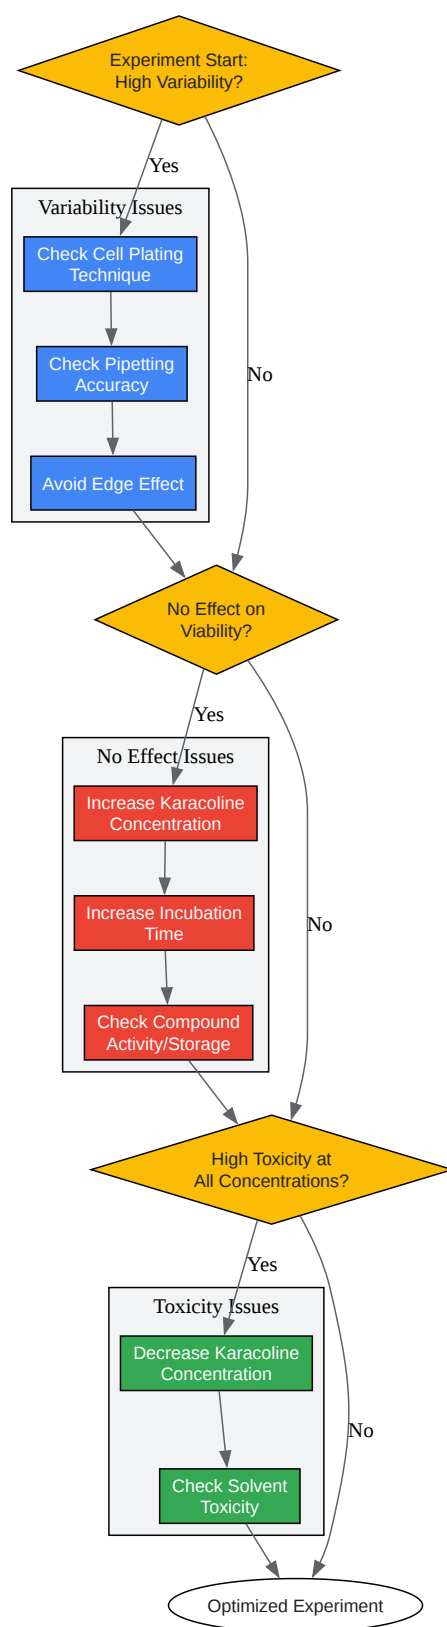 Experiment Start:
High Variability?
Yes
Variability Issues
Check Cell Plating
Technique
Check Pipetting
Accuracy
No
Avoid Edge Effect
No Effect on
Viability?
Yes
No Effect Issues
Increase Karacoline
Concentration
Increase Incubation
Time
No
Check Compound
Activity/Storage
High Toxicity at
All Concentrations?
Yes
Toxicity Issues
Decrease Karacoline
Concentration
No
Check Solvent
Toxicity
Optimized Experiment